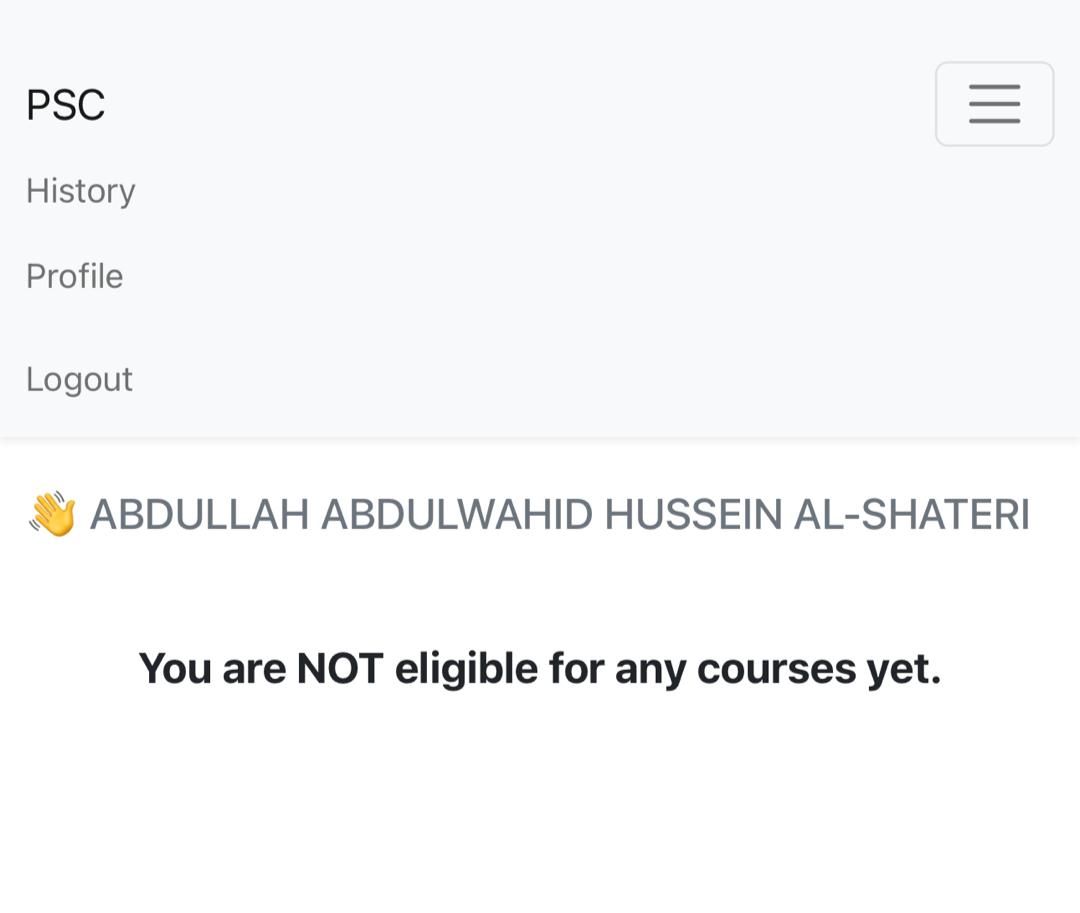 PSC
History
Profile
Logout
👋 ABDULLAH ABDULWAHID HUSSEIN AL-SHATERI
You are NOT eligible for any courses yet.